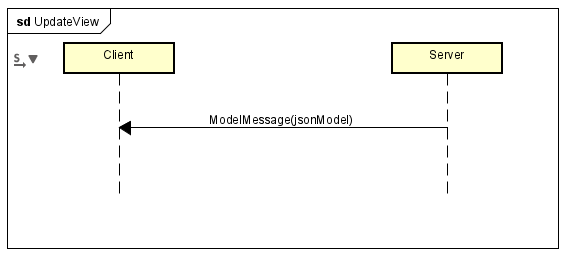 sd UpdateView
S
Client
Server
ModelMessage(jsonModel)